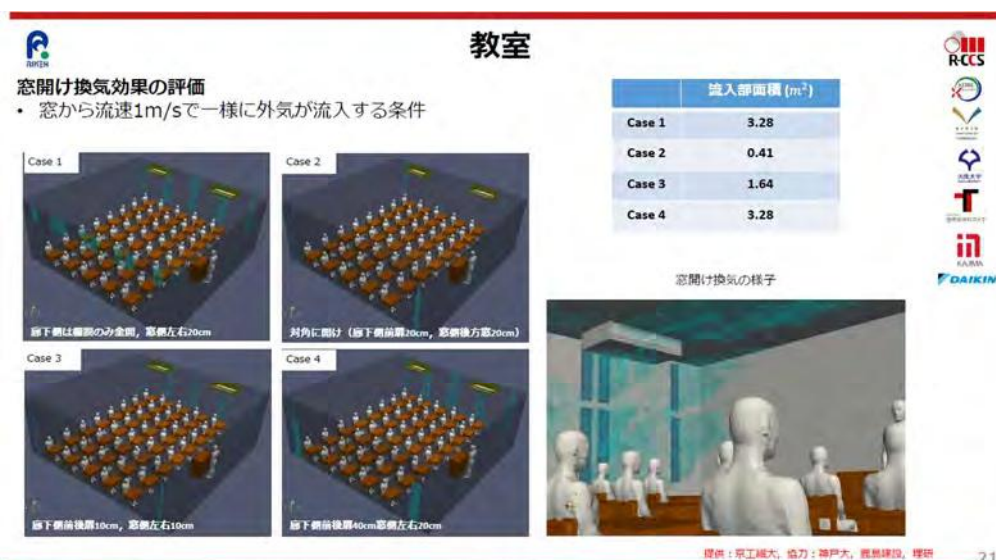 教室
RIKEN
窓開け換気効果の評価
• 窓から流速1m/sで一様に外気が流入する条件
流入部面積 (m²)
Case 1 3.28
Case 2 0.41
Case 3 1.64
Case 4 3.28
Case 1
廊下側は欄間のみ全開，窓側左右20cm
Case 2
対角に開け（廊下側前扉20cm，窓側後方窓20cm）
Case 3
廊下側前後扉10cm，窓側左右10cm
Case 4
廊下側前後扉40cm窓側左右20cm
窓開け換気の様子
R-CCS
大阪大学
KAJIMA
DAIKIN
提供：京工繊大，協力：神戸大，鹿島建設，理研
21